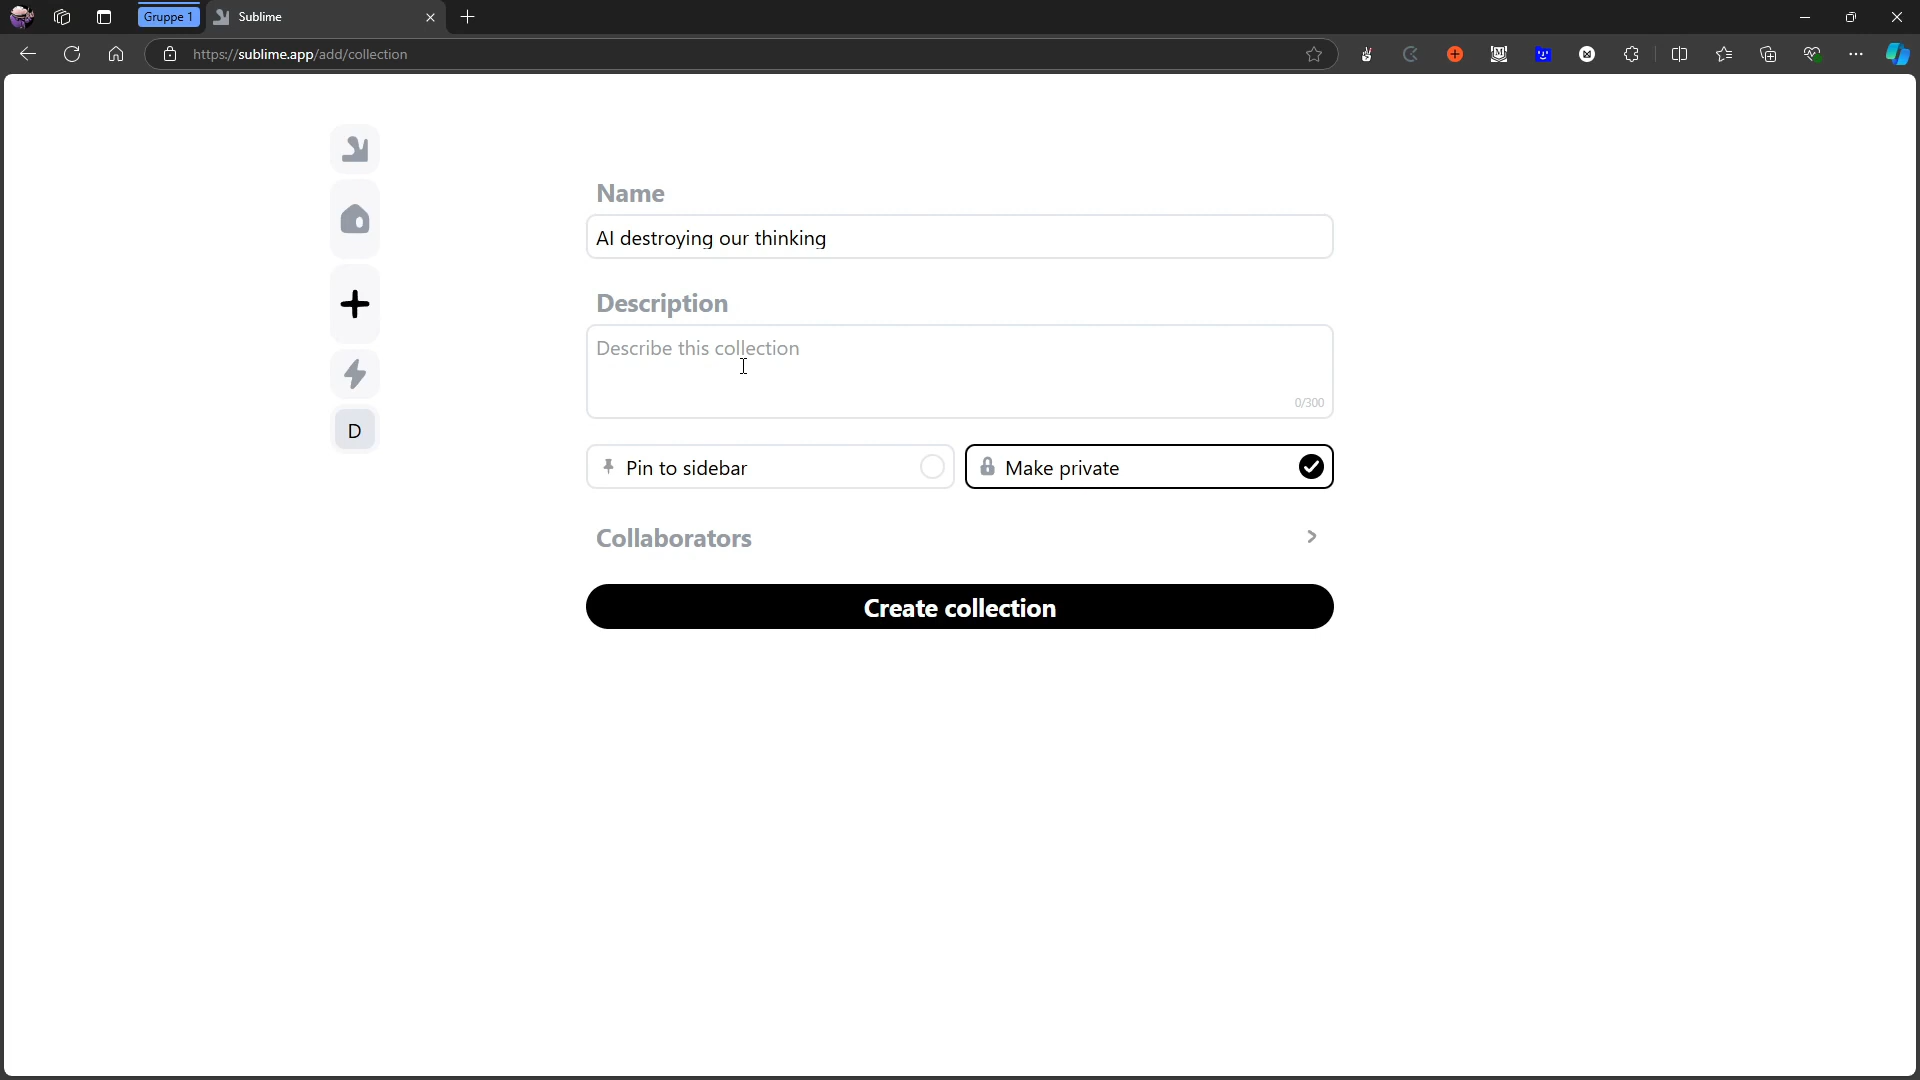 Gruppe 1
Sublime
https://sublime.app/add/collection
Name
AI destroying our thinking
Description
Describe this collection
0/300
Pin to sidebar
Make private
Collaborators
Create collection
D